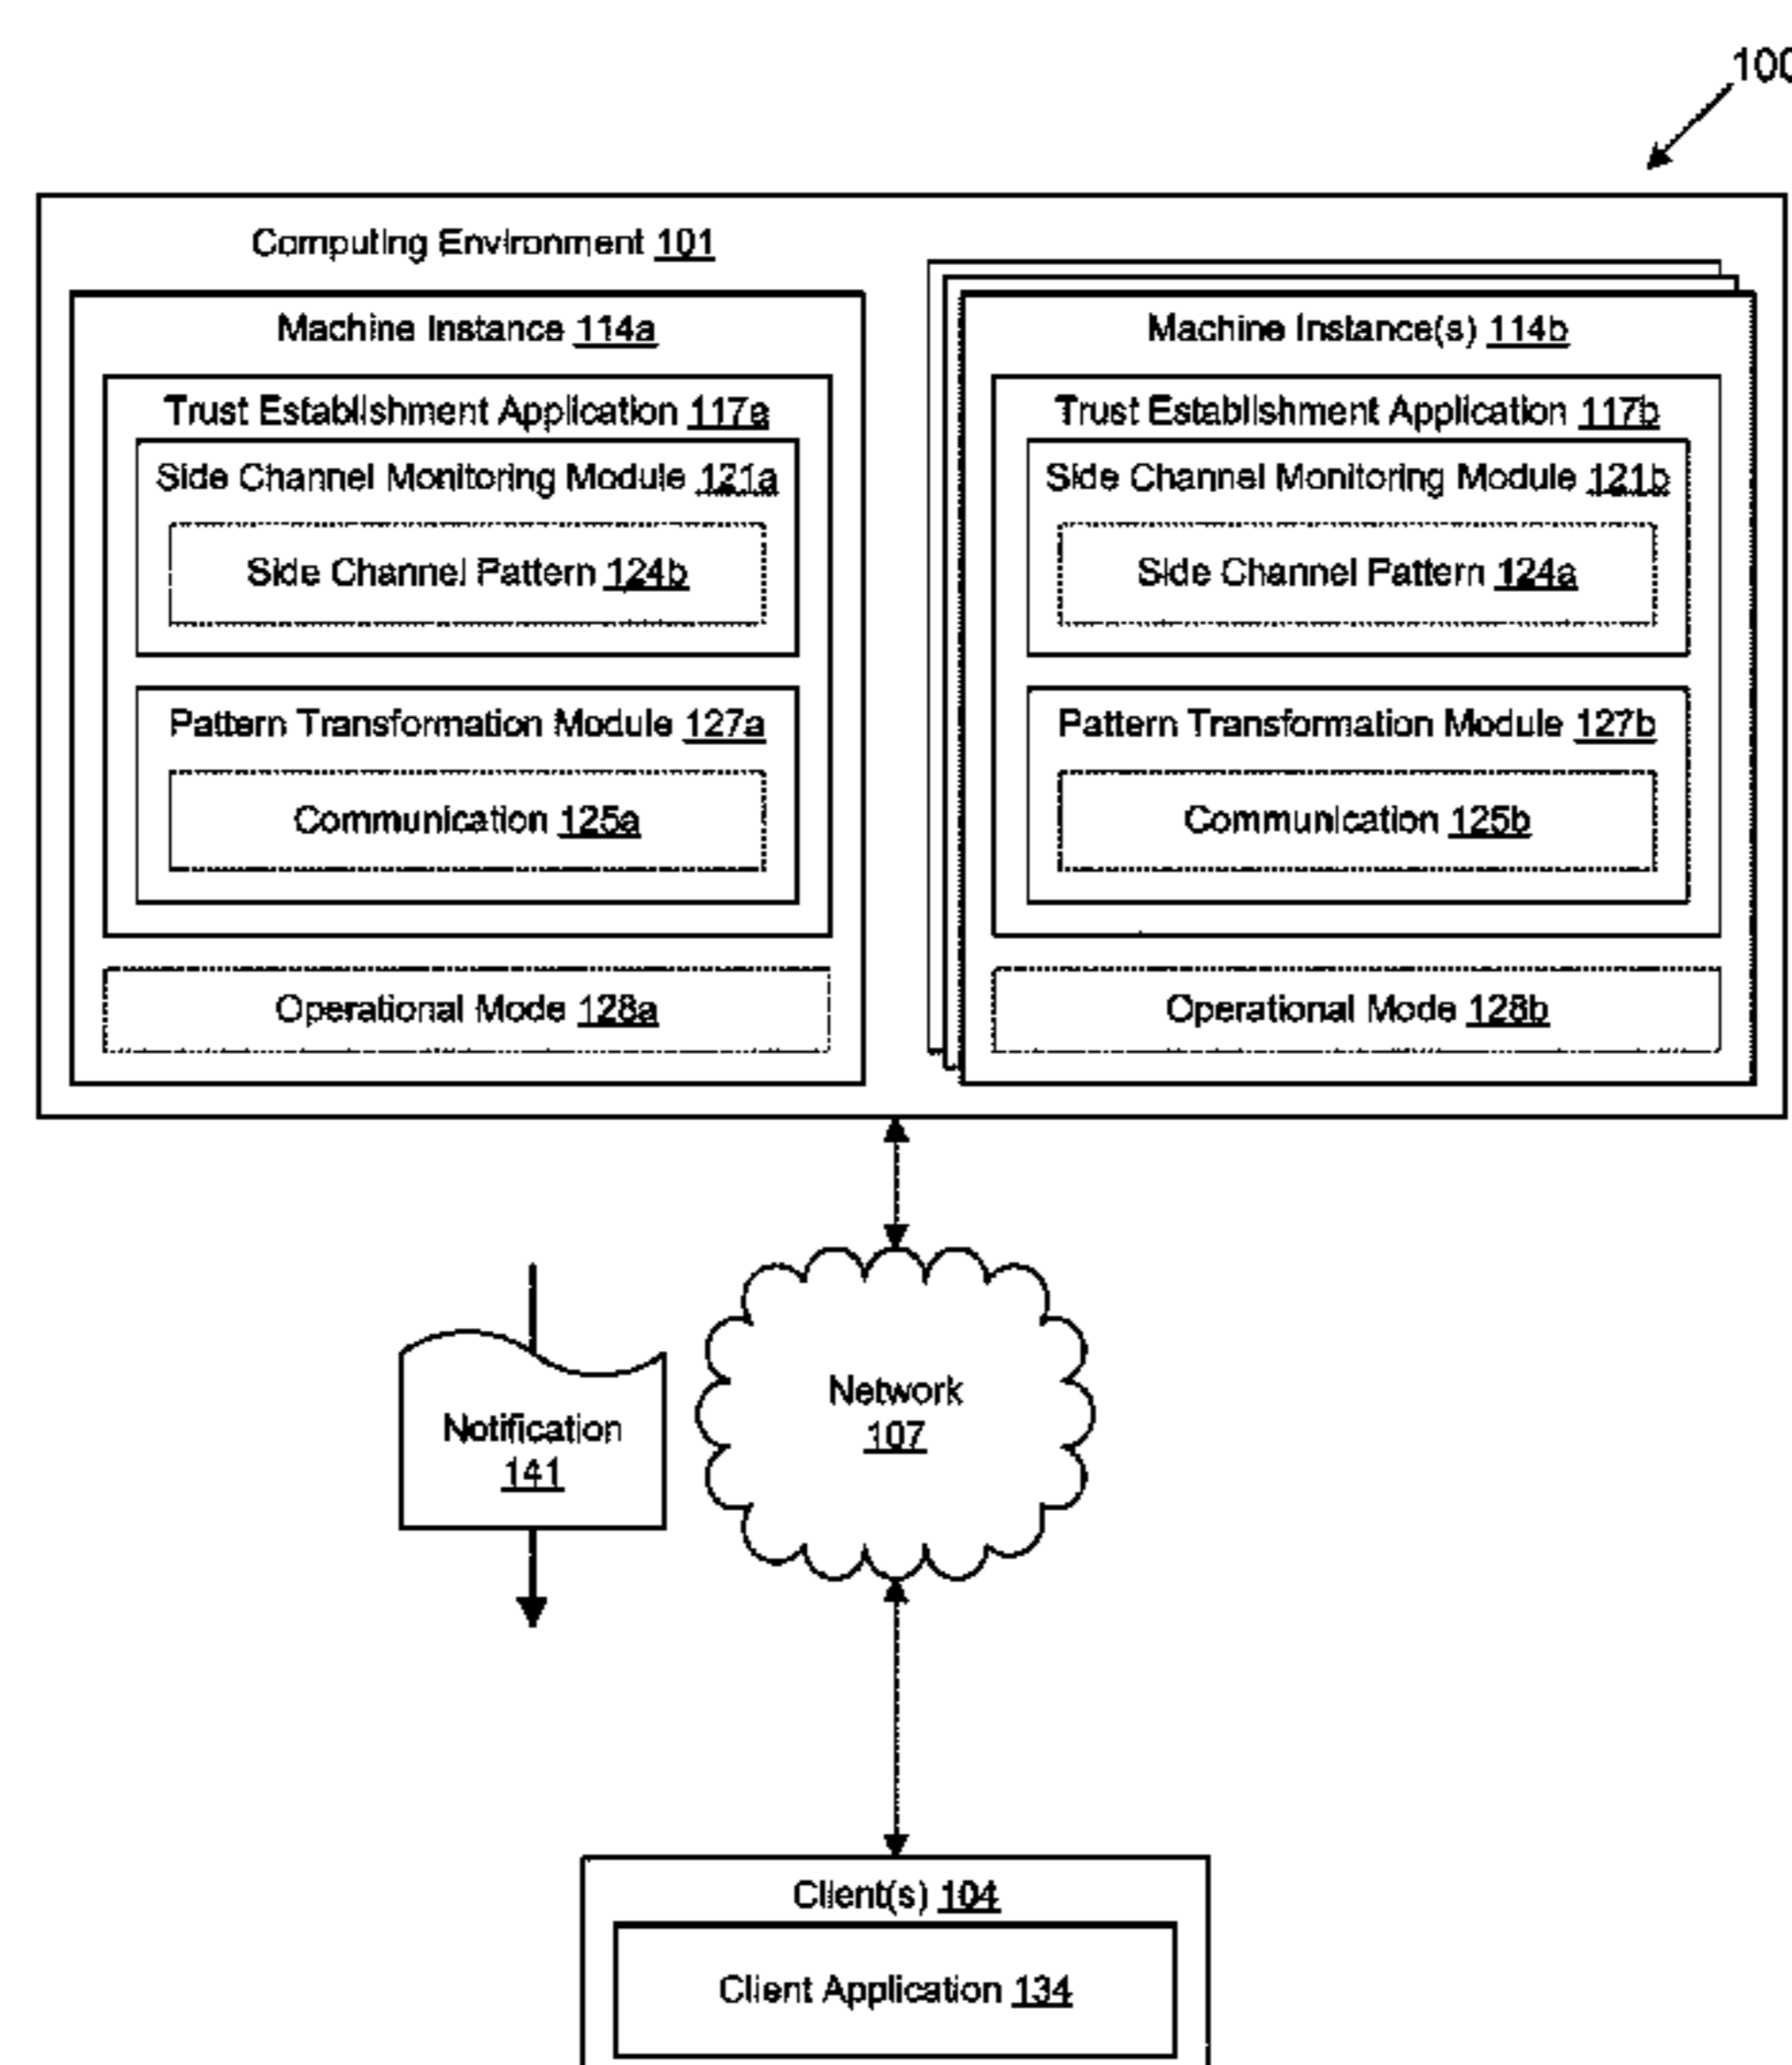 100
Computing Environment 101
Machine Instance 114a
Trust Establishment Application 117a
Side Channel Monitoring Module 121a
Side Channel Pattern 124b
Pattern Transformation Module 127a
Communication 125a
Operational Mode 128a
Machine Instance(s) 114b
Trust Establishment Application 117b
Side Channel Monitoring Module 121b
Side Channel Pattern 124a
Pattern Transformation Module 127b
Communication 125b
Operational Mode 128b
Notification
141
Network
107
Client(s) 104
Client Application 134